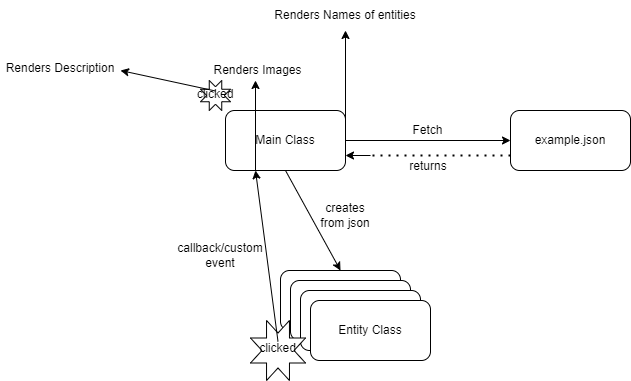 Renders Names of entities
Renders Description
Renders Images
clicked
Main Class
Fetch
example.json
returns
creates
from json
callback/custom
event
clicked
Entity Class